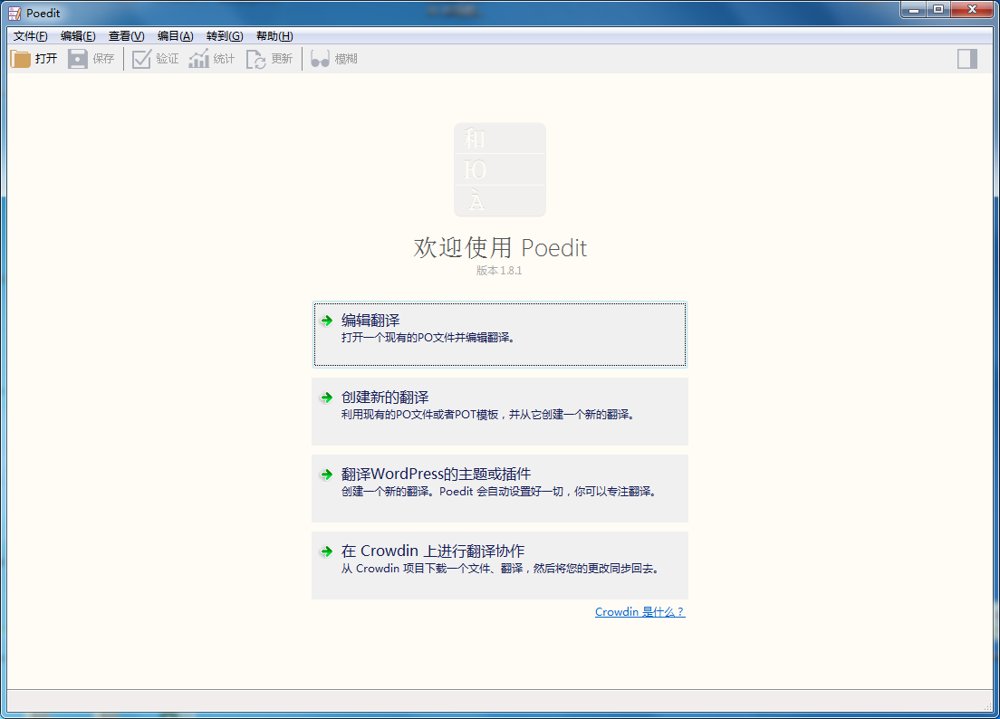 Poedit
文件(F) 编辑(E) 查看(V) 编目(A) 转到(G) 帮助(H)
打开 保存 验证 统计 更新 模糊
和
Ю
À
欢迎使用 Poedit
版本 1.8.1
编辑翻译
打开一个现有的PO文件并编辑翻译。
创建新的翻译
利用现有的PO文件或者POT模板，并从它创建一个新的翻译。
翻译WordPress的主题或插件
创建一个新的翻译。Poedit 会自动设置好一切，你可以专注翻译。
在 Crowdin 上进行翻译协作
从 Crowdin 项目下载一个文件、翻译，然后将您的更改同步回去。
Crowdin 是什么？